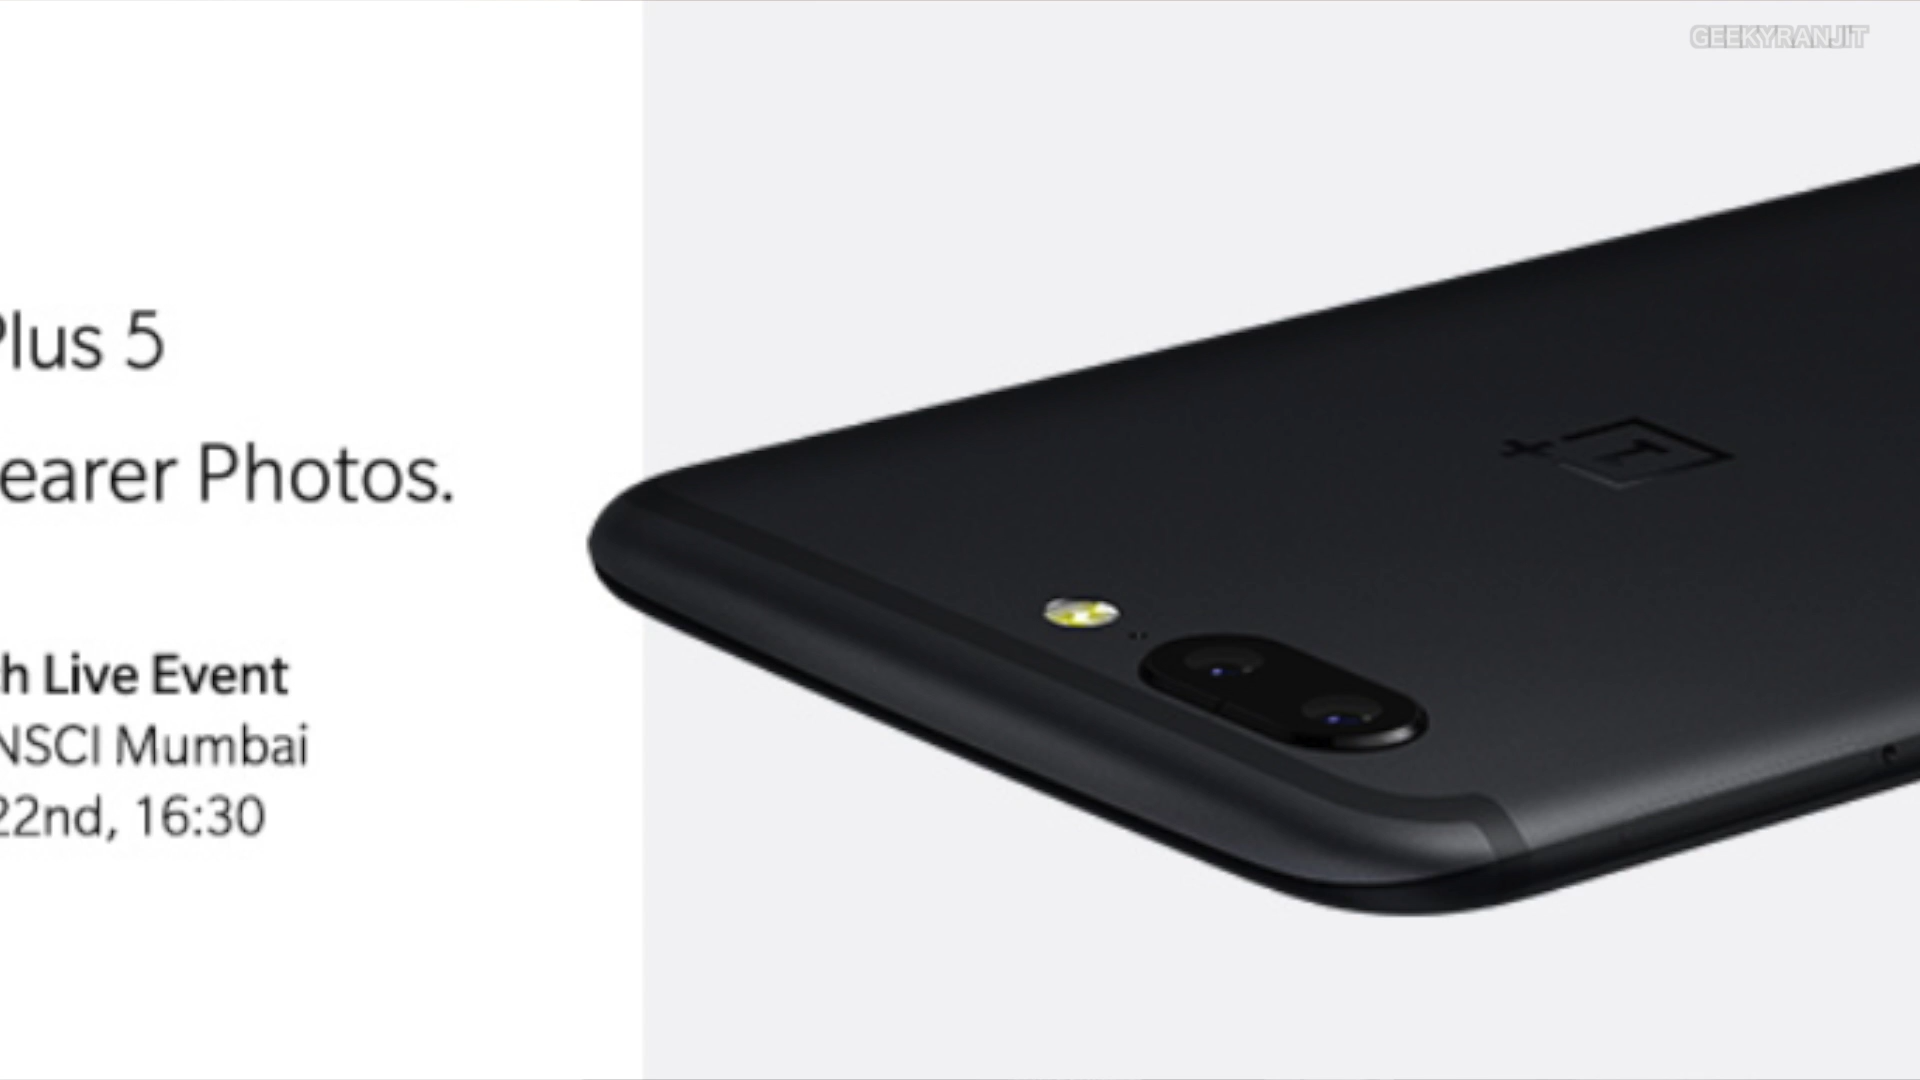 GEEKYRANJIT
Plus 5
earer Photos.
h Live Event
NSCI Mumbai
22nd, 16:30